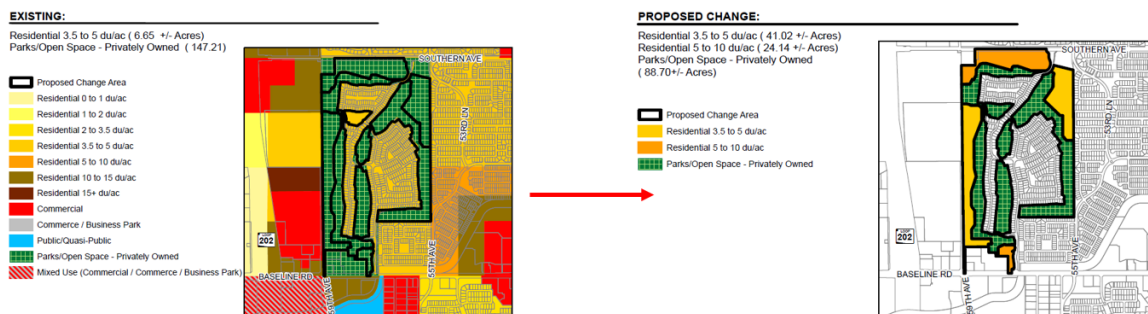 EXISTING:
Residential 3.5 to 5 du/ac ( 6.65 +/- Acres)
Parks/Open Space - Privately Owned ( 147.21)
Proposed Change Area
Residential 0 to 1 du/ac
Residential 1 to 2 du/ac
Residential 2 to 3.5 du/ac
Residential 3.5 to 5 du/ac
Residential 5 to 10 du/ac
Residential 10 to 15 du/ac
Residential 15+ du/ac
Commercial
Commerce / Business Park
Public/Quasi-Public
Parks/Open Space - Privately Owned
Mixed Use (Commercial / Commerce / Business Park)
SOUTHERN AVE
53RD LN
LOOP
202
BASELINE RD
59TH AVE
55TH AVE
PROPOSED CHANGE:
Residential 3.5 to 5 du/ac ( 41.02 +/- Acres)
Residential 5 to 10 du/ac ( 24.14 +/- Acres)
Parks/Open Space - Privately Owned
( 88.70+/- Acres)
Proposed Change Area
Residential 3.5 to 5 du/ac
Residential 5 to 10 du/ac
Parks/Open Space - Privately Owned
SOUTHERN AVE
53RD LN
LOOP
202
BASELINE RD
59TH AVE
55TH AVE